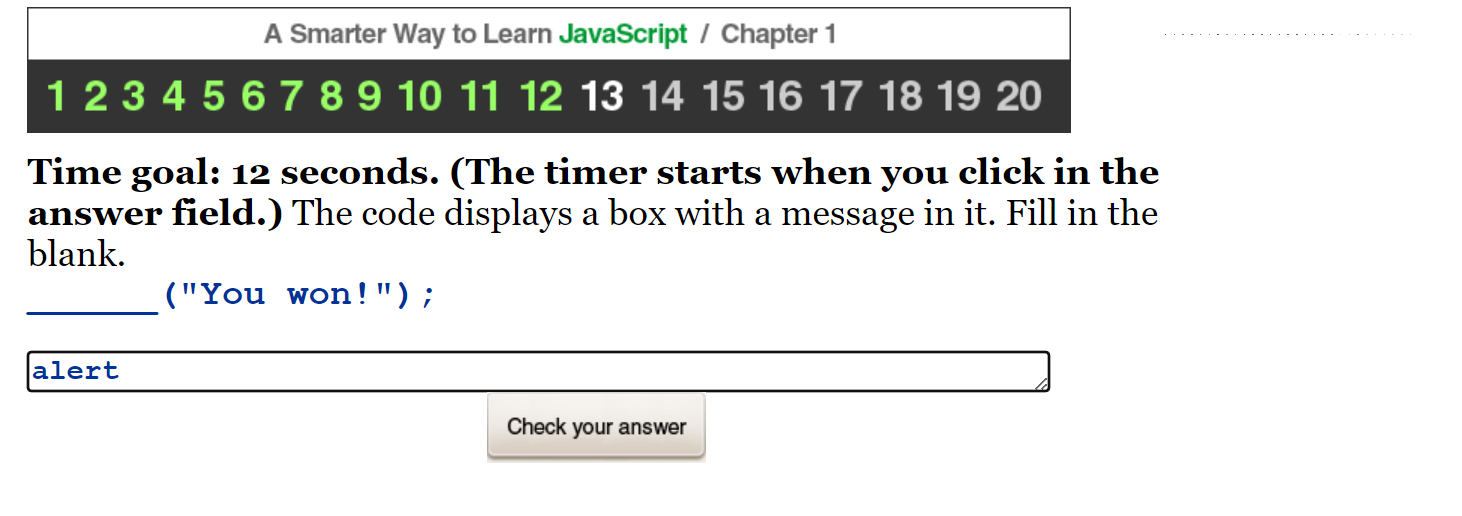 A Smarter Way to Learn JavaScript / Chapter 1
1 2 3 4 5 6 7 8 9 10 11 12 13 14 15 16 17 18 19 20
Time goal: 12 seconds. (The timer starts when you click in the
answer field.) The code displays a box with a message in it. Fill in the
blank.
______("You won!");
alert
Check your answer